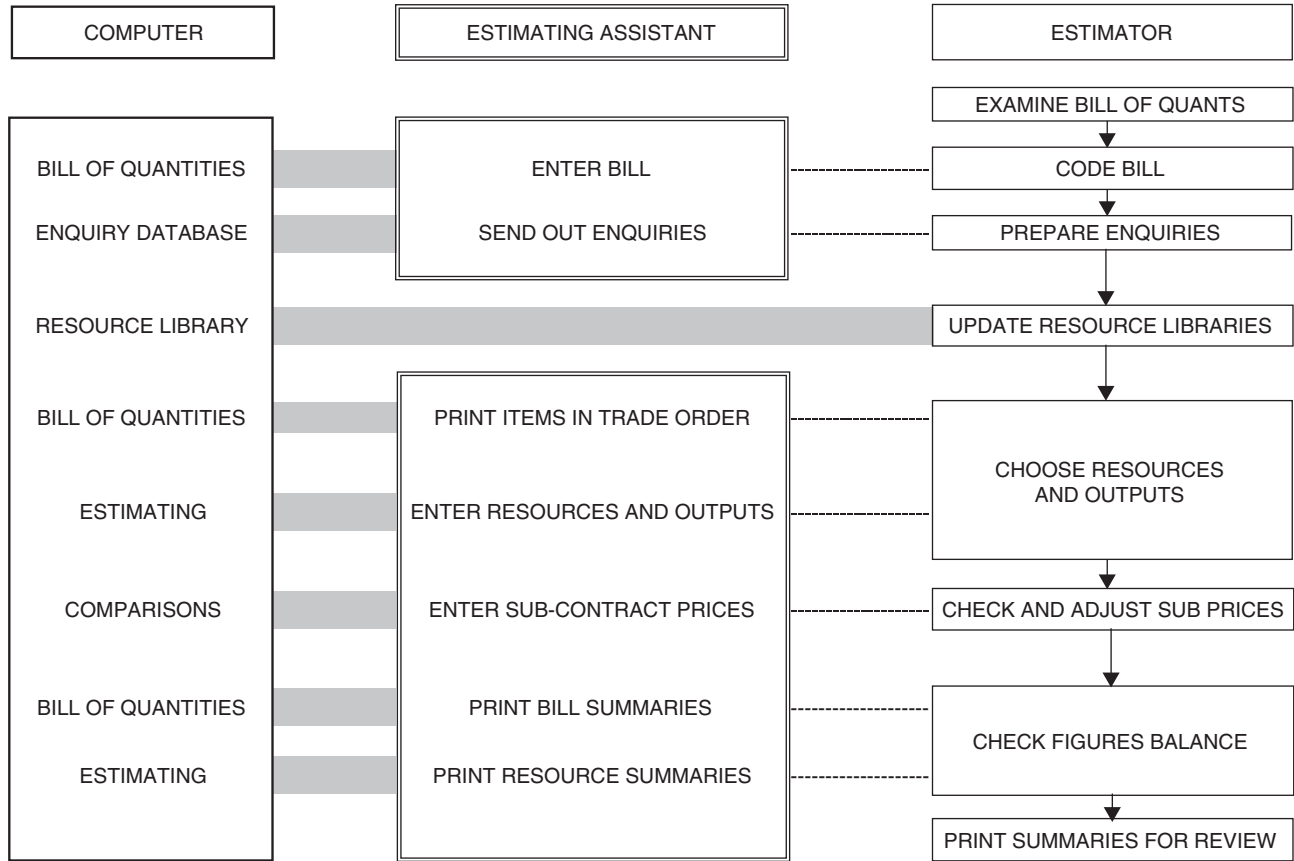 COMPUTER
ESTIMATING ASSISTANT
ESTIMATOR
EXAMINE BILL OF QUANTS
BILL OF QUANTITIES
ENTER BILL
CODE BILL
ENQUIRY DATABASE
SEND OUT ENQUIRIES
PREPARE ENQUIRIES
RESOURCE LIBRARY
UPDATE RESOURCE LIBRARIES
BILL OF QUANTITIES
PRINT ITEMS IN TRADE ORDER
CHOOSE RESOURCES
AND OUTPUTS
ESTIMATING
ENTER RESOURCES AND OUTPUTS
COMPARISONS
ENTER SUB-CONTRACT PRICES
CHECK AND ADJUST SUB PRICES
BILL OF QUANTITIES
PRINT BILL SUMMARIES
CHECK FIGURES BALANCE
ESTIMATING
PRINT RESOURCE SUMMARIES
PRINT SUMMARIES FOR REVIEW